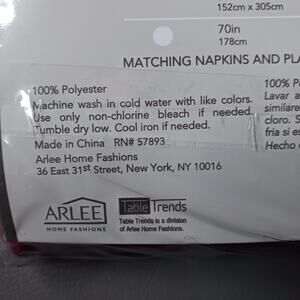 152cm x 305cm
70in
178cm
MATCHING NAPKINS AND PLA
100% Polyester
Machine wash in cold water with like colors.
Use only non-chlorine bleach if needed.
Tumble dry low. Cool iron if needed.
Made in China RN# 57893
Arlee Home Fashions
36 East 31st Street, New York, NY 10016
100% P
Lavar a
similare
cloro. S
fria si es
Hecho
ARLEE
HOME FASHIONS
Table Trends
Table Trends is a division
of Arlee Home Fashions.